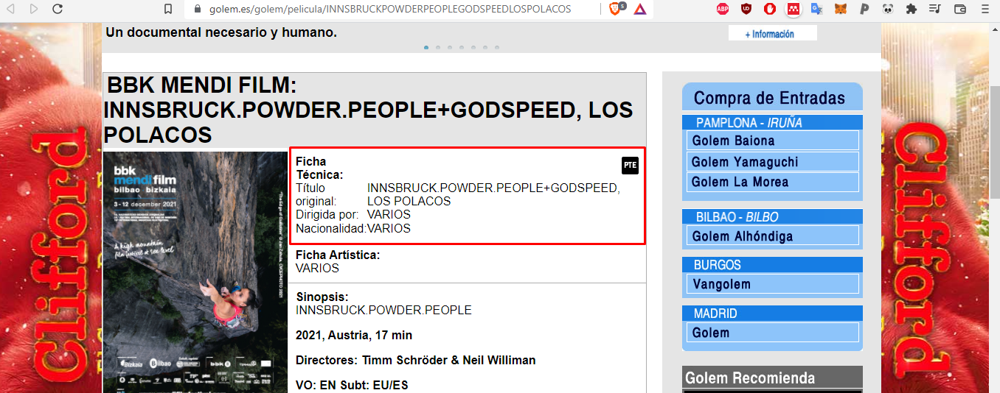 golem.es/golem/pelicula/INNSBRUCKPOWDERPEOPLEGODSPEEDLOSPOLACOS
5
ABP
Un documental necesario y humano.
+ Información
BBK MENDI FILM:
INNSBRUCK.POWDER.PEOPLE+GODSPEED, LOS
POLACOS
bbk
mendi film
bilbao bizkaia
3 - 12 december 2021
A high mountain
film festival at sea level
Bizkaia
Bilbao
bbk
Ficha
Técnica:
PTE
Título
original:
INNSBRUCK.POWDER.PEOPLE+GODSPEED,
LOS POLACOS
Dirigida por: VARIOS
Nacionalidad:VARIOS
Ficha Artística:
VARIOS
Sinopsis:
INNSBRUCK.POWDER.PEOPLE
2021, Austria, 17 min
Directores: Timm Schröder & Neil Williman
VO: EN Subt: EU/ES
Compra de Entradas
PAMPLONA - IRUÑA
Golem Baiona
Golem Yamaguchi
Golem La Morea
BILBAO - BILBO
Golem Alhóndiga
BURGOS
Vangolem
MADRID
Golem
Golem Recomienda
Clifford
Clifford